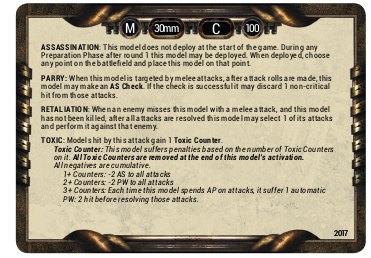 M 30mm C 100
ASSASSINATION: This model does not deploy at the start of the game. During any
Preparation Phase after round 1 this model may be deployed. When deployed, choose
any point on the battlefield and place this model on that point.
PARRY: When this model is targeted by melee attacks, after attack rolls are made, this
model may make an AS Check. If the check is successful it may discard 1 non-critical
hit from those attacks.
RETALIATION: When an enemy misses this model with a melee attack, and this model
has not been killed, after all attacks are resolved this model may select 1 of its attacks
and perform it against that enemy.
TOXIC: Models hit by this attack gain 1 Toxic Counter.
Toxic Counter: This model suffers penalties based on the number of Toxic Counters
on it. All Toxic Counters are removed at the end of this model's activation.
All negatives are cumulative.
1+ Counters: -2 AS to all attacks
2+ Counters: -2 PW to all attacks
3+ Counters: Each time this model spends AP on attacks, it suffer 1 automatic
PW: 2 hit before resolving those attacks.
2017